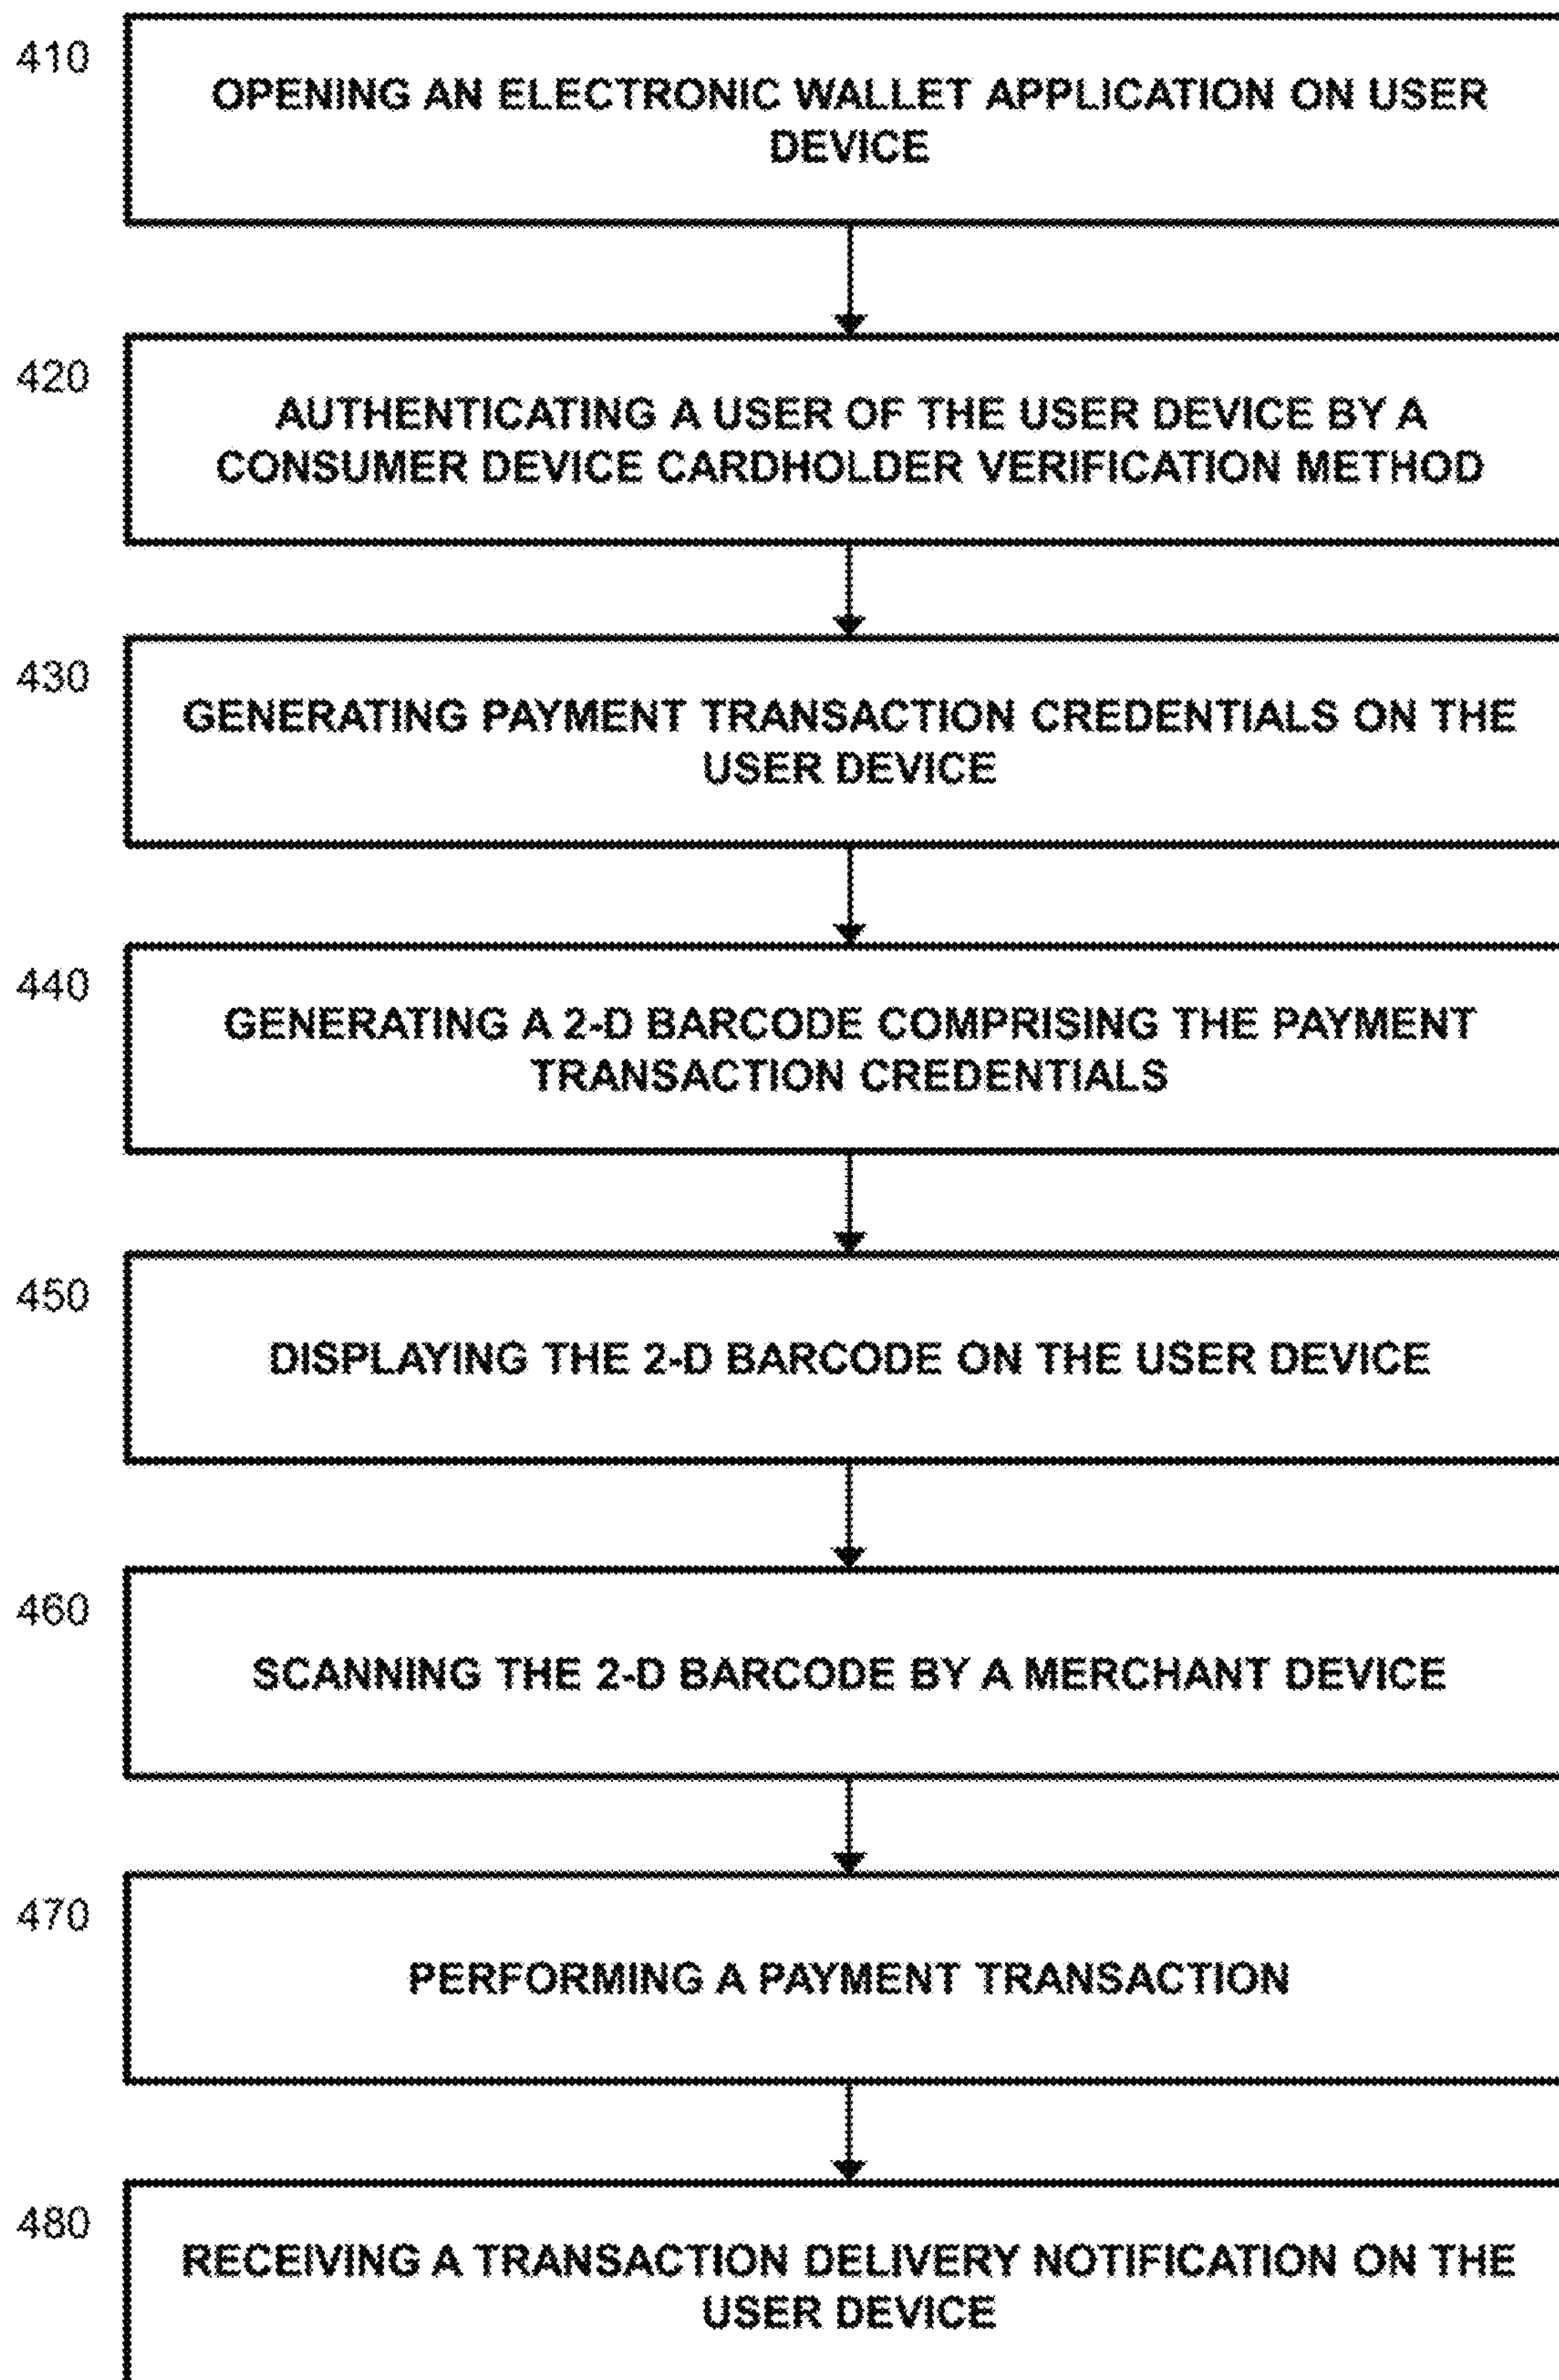 410
OPENING AN ELECTRONIC WALLET APPLICATION ON USER
DEVICE
420
AUTHENTICATING A USER OF THE USER DEVICE BY A
CONSUMER DEVICE CARDHOLDER VERIFICATION METHOD
430
GENERATING PAYMENT TRANSACTION CREDENTIALS ON THE
USER DEVICE
440
GENERATING A 2-D BARCODE COMPRISING THE PAYMENT
TRANSACTION CREDENTIALS
450
DISPLAYING THE 2-D BARCODE ON THE USER DEVICE
460
SCANNING THE 2-D BARCODE BY A MERCHANT DEVICE
470
PERFORMING A PAYMENT TRANSACTION
480
RECEIVING A TRANSACTION DELIVERY NOTIFICATION ON THE
USER DEVICE